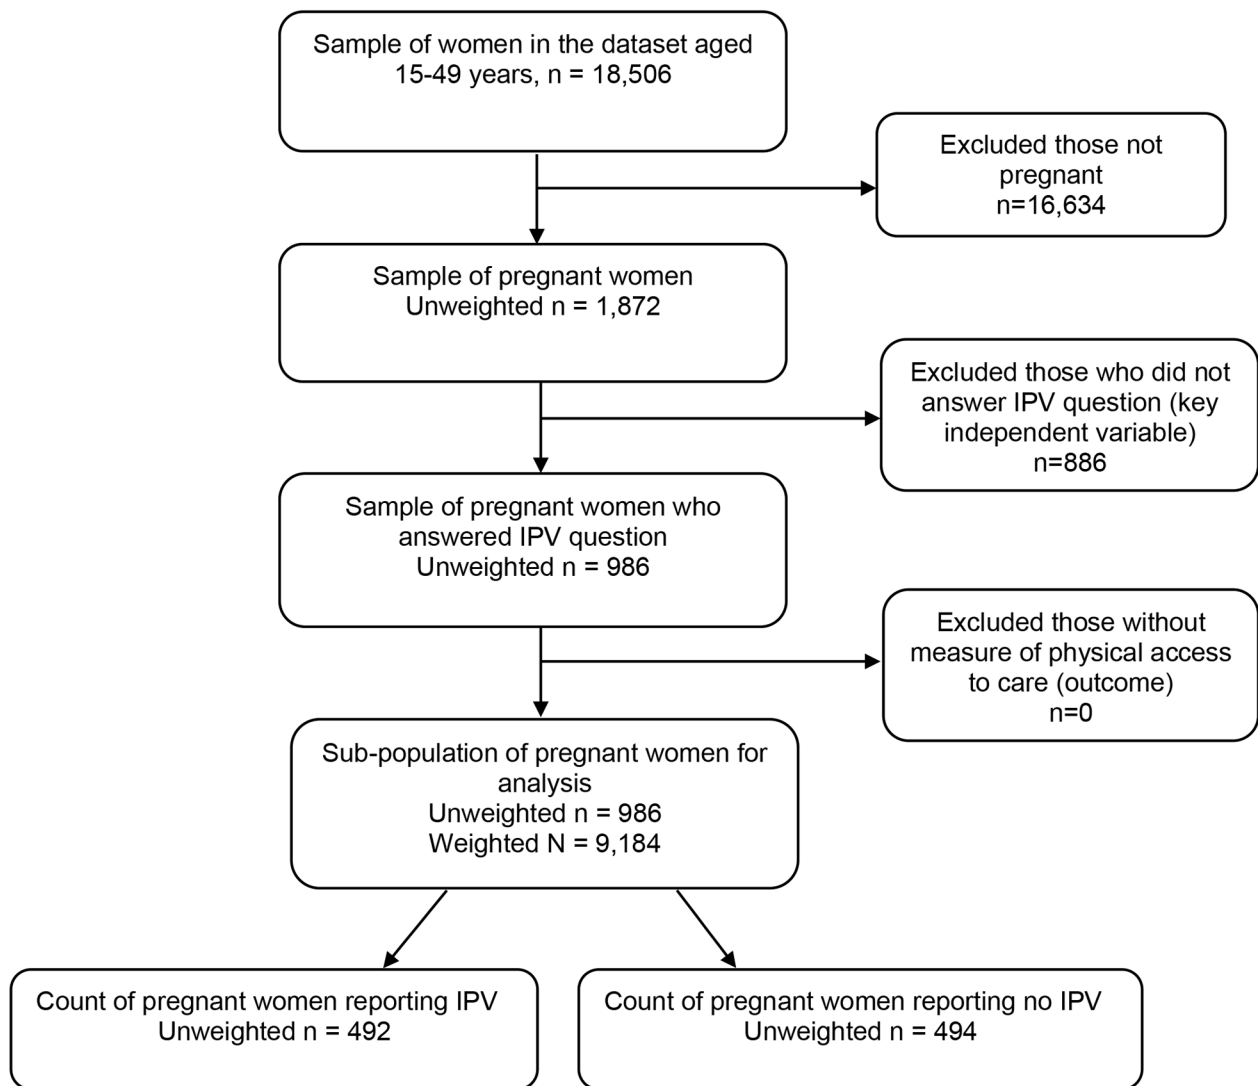 Sample of women in the dataset aged
15-49 years, n = 18,506
Excluded those not
pregnant
n=16,634
Sample of pregnant women
Unweighted n = 1,872
Excluded those who did not
answer IPV question (key
independent variable)
n=886
Sample of pregnant women who
answered IPV question
Unweighted n = 986
Excluded those without
measure of physical access
to care (outcome)
n=0
Sub-population of pregnant women for
analysis
Unweighted n = 986
Weighted N = 9,184
Count of pregnant women reporting IPV
Unweighted n = 492
Count of pregnant women reporting no IPV
Unweighted n = 494